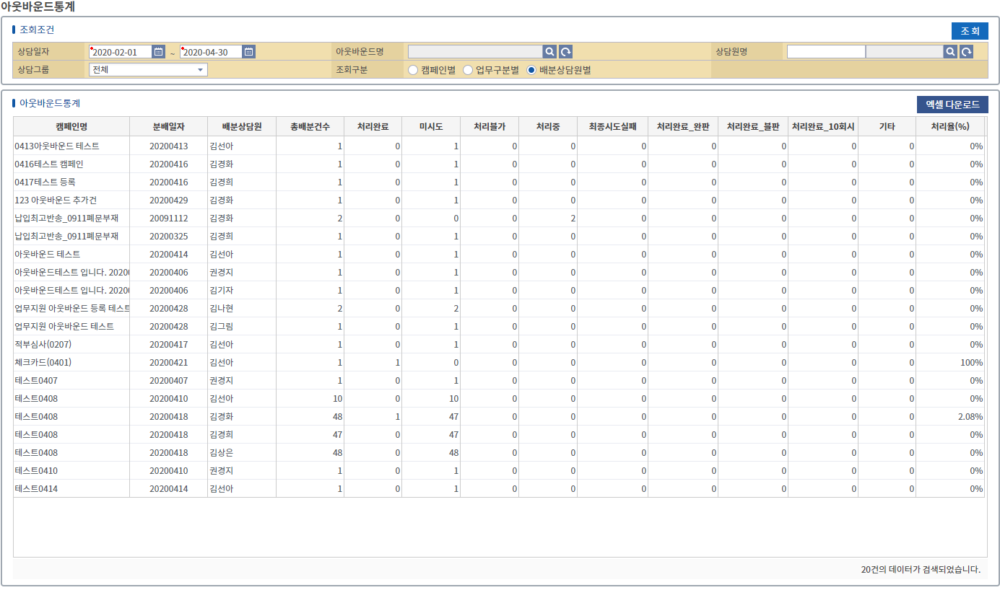 아웃바운드통계
조회조건
조 회
상담일자 2020-02-01 ~ 2020-04-30 아웃바운드명 상담원명
상담그룹 전체 조회구분 캠페인별 업무구분별 배분상담원별
아웃바운드통계
엑셀 다운로드
캠페인명 분배일자 배분상담원 총배분건수 처리완료 미시도 처리불가 처리중 최종시도실패 처리완료_완판 처리완료_불판 처리완료_10회시 기타 처리율(%)
0413아웃바운드 테스트 20200413 김선아 1 0 1 0 0 0 0 0 0 0 0%
0416테스트 캠페인 20200416 김경화 1 0 1 0 0 0 0 0 0 0 0%
0417테스트 등록 20200416 김경희 1 0 1 0 0 0 0 0 0 0 0%
123 아웃바운드 추가건 20200429 김경화 1 0 1 0 0 0 0 0 0 0 0%
납입최고반송_0911폐문부재 20091112 김경화 2 0 0 0 2 0 0 0 0 0 0%
납입최고반송_0911폐문부재 20200325 김경희 1 0 1 0 0 0 0 0 0 0 0%
아웃바운드 테스트 20200414 김선아 1 0 1 0 0 0 0 0 0 0 0%
아웃바운드테스트 입니다. 2020 20200406 권경지 1 0 1 0 0 0 0 0 0 0 0%
아웃바운드테스트 입니다. 2020 20200406 김기자 1 0 1 0 0 0 0 0 0 0 0%
업무지원 아웃바운드 등록 테스트 20200428 김나현 2 0 2 0 0 0 0 0 0 0 0%
업무지원 아웃바운드 테스트 20200428 김그림 1 0 1 0 0 0 0 0 0 0 0%
적부심사(0207) 20200417 김선아 1 0 1 0 0 0 0 0 0 0 0%
체크카드(0401) 20200421 김선아 1 1 0 0 0 0 0 0 0 0 100%
테스트0407 20200407 권경지 1 0 1 0 0 0 0 0 0 0 0%
테스트0408 20200410 김선아 10 0 10 0 0 0 0 0 0 0 0%
테스트0408 20200418 김경화 48 1 47 0 0 0 0 0 0 0 2.08%
테스트0408 20200418 김경희 47 0 47 0 0 0 0 0 0 0 0%
테스트0408 20200418 김상은 48 0 48 0 0 0 0 0 0 0 0%
테스트0410 20200410 권경지 1 0 1 0 0 0 0 0 0 0 0%
테스트0414 20200414 김선아 1 0 1 0 0 0 0 0 0 0 0%
20건의 데이터가 검색되었습니다.